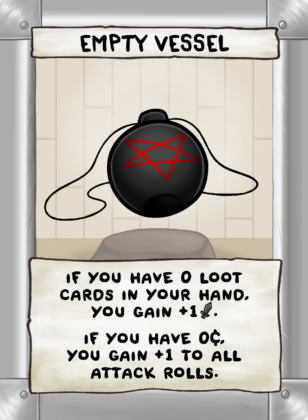 EMPTY VESSEL
IF YOU HAVE 0 LOOT
CARDS IN YOUR HAND,
YOU GAIN +1.
IF YOU HAVE 0¢,
YOU GAIN +1 TO ALL
ATTACK ROLLS.